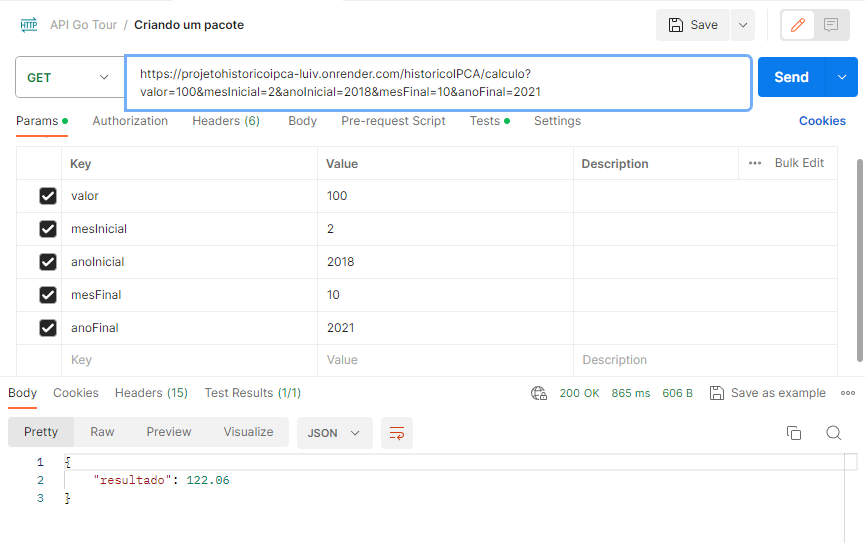 HTTP API Go Tour / Criando um pacote Save
GET https://projetohistoricoipca-luiv.onrender.com/historicoIPCA/calculo? Send
valor=100&mesInicial=2&anoInicial=2018&mesFinal=10&anoFinal=2021
Params Authorization Headers (6) Body Pre-request Script Tests Settings Cookies
Key Value Description ••• Bulk Edit
valor 100
mesInicial 2
anoInicial 2018
mesFinal 10
anoFinal 2021
Key Value Description
Body Cookies Headers (15) Test Results (1/1) 200 OK 865 ms 606 B Save as example
Pretty Raw Preview Visualize JSON
1 {
2 "resultado": 122.06
3 }